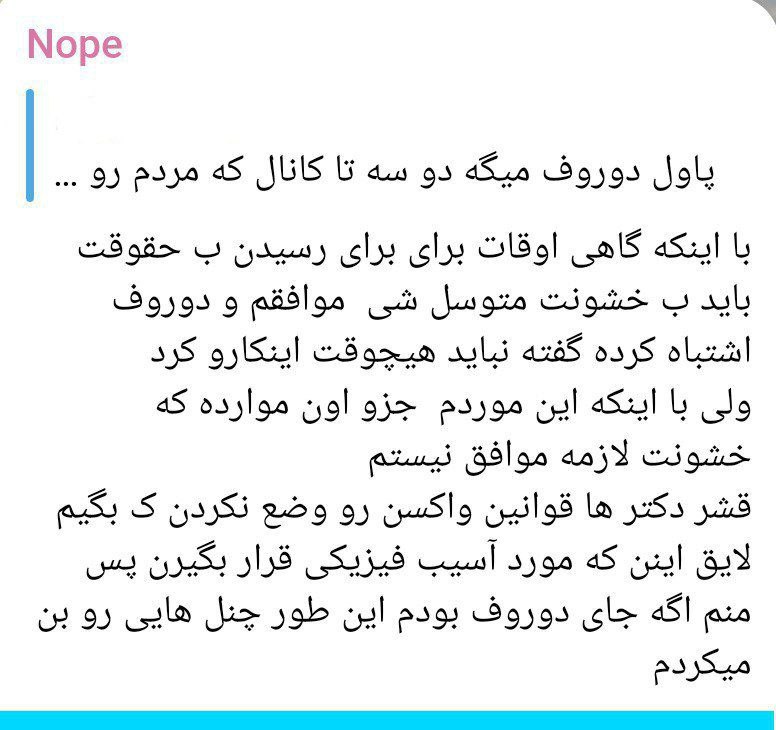 Nope
پاول دوروف میگه دو سه تا کانال که مردم رو ...
با اینکه گاهی اوقات برای برای رسیدن ب حقوقت
باید ب خشونت متوسل شی موافقم و دوروف
اشتباه کرده گفته نباید هیچوقت اینکارو کرد
ولی با اینکه این موردم جزو اون موارده که
خشونت لازمه موافق نیستم
قشر دکتر ها قوانین واکسن رو وضع نکردن ک بگیم
لایق اینن که مورد آسیب فیزیکی قرار بگیرن پس
منم اگه جای دوروف بودم این طور چنل هایی رو بن
میکردم